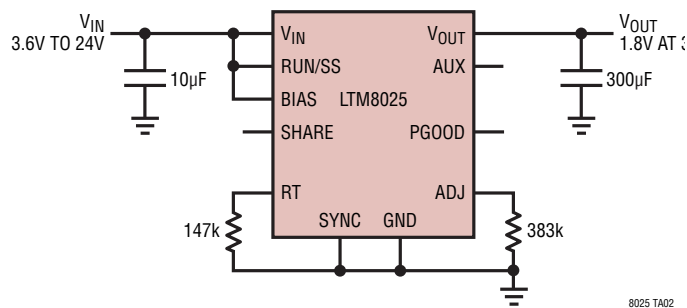 VIN
3.6V TO 24V
10µF
VIN
RUN/SS
BIAS
SHARE
RT
LTM8025
VOUT
AUX
PGOOD
ADJ
SYNC GND
147k
383k
VOUT
1.8V AT 3
300µF
8025 TA02